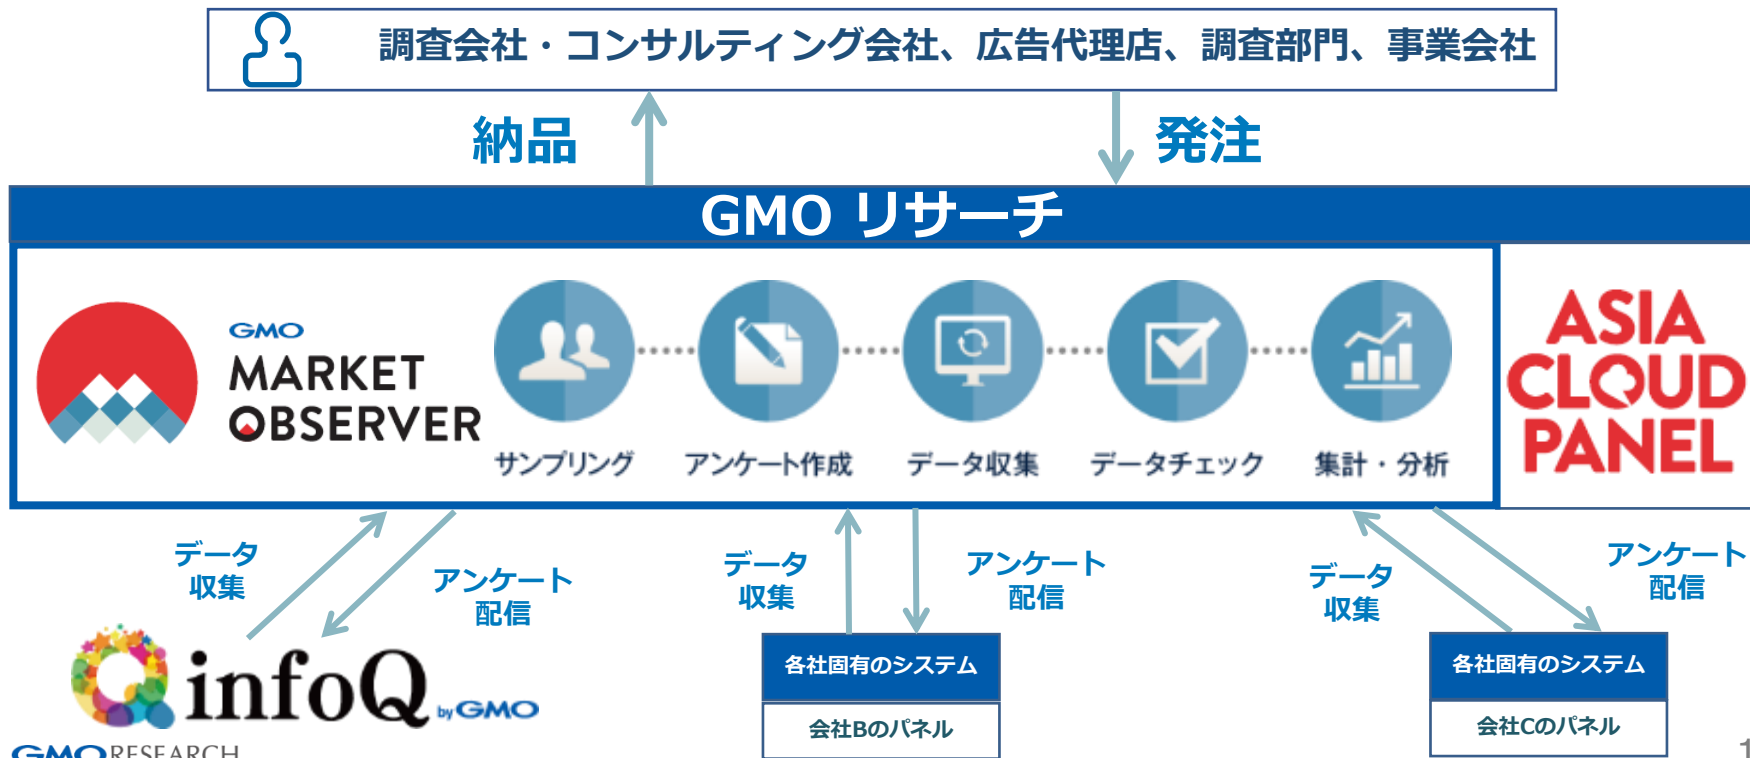 調査会社・コンサルティング会社、広告代理店、調査部門、事業会社
納品
発注
GMO リサーチ
GMO
MARKET
OBSERVER
サンプリング
アンケート作成
データ収集
データチェック
集計・分析
ASIA
CLOUD
PANEL
データ
収集
アンケート
配信
データ
収集
アンケート
配信
データ
収集
アンケート
配信
infoQ by GMO
各社固有のシステム
会社Bのパネル
各社固有のシステム
会社Cのパネル
GMO RESEARCH